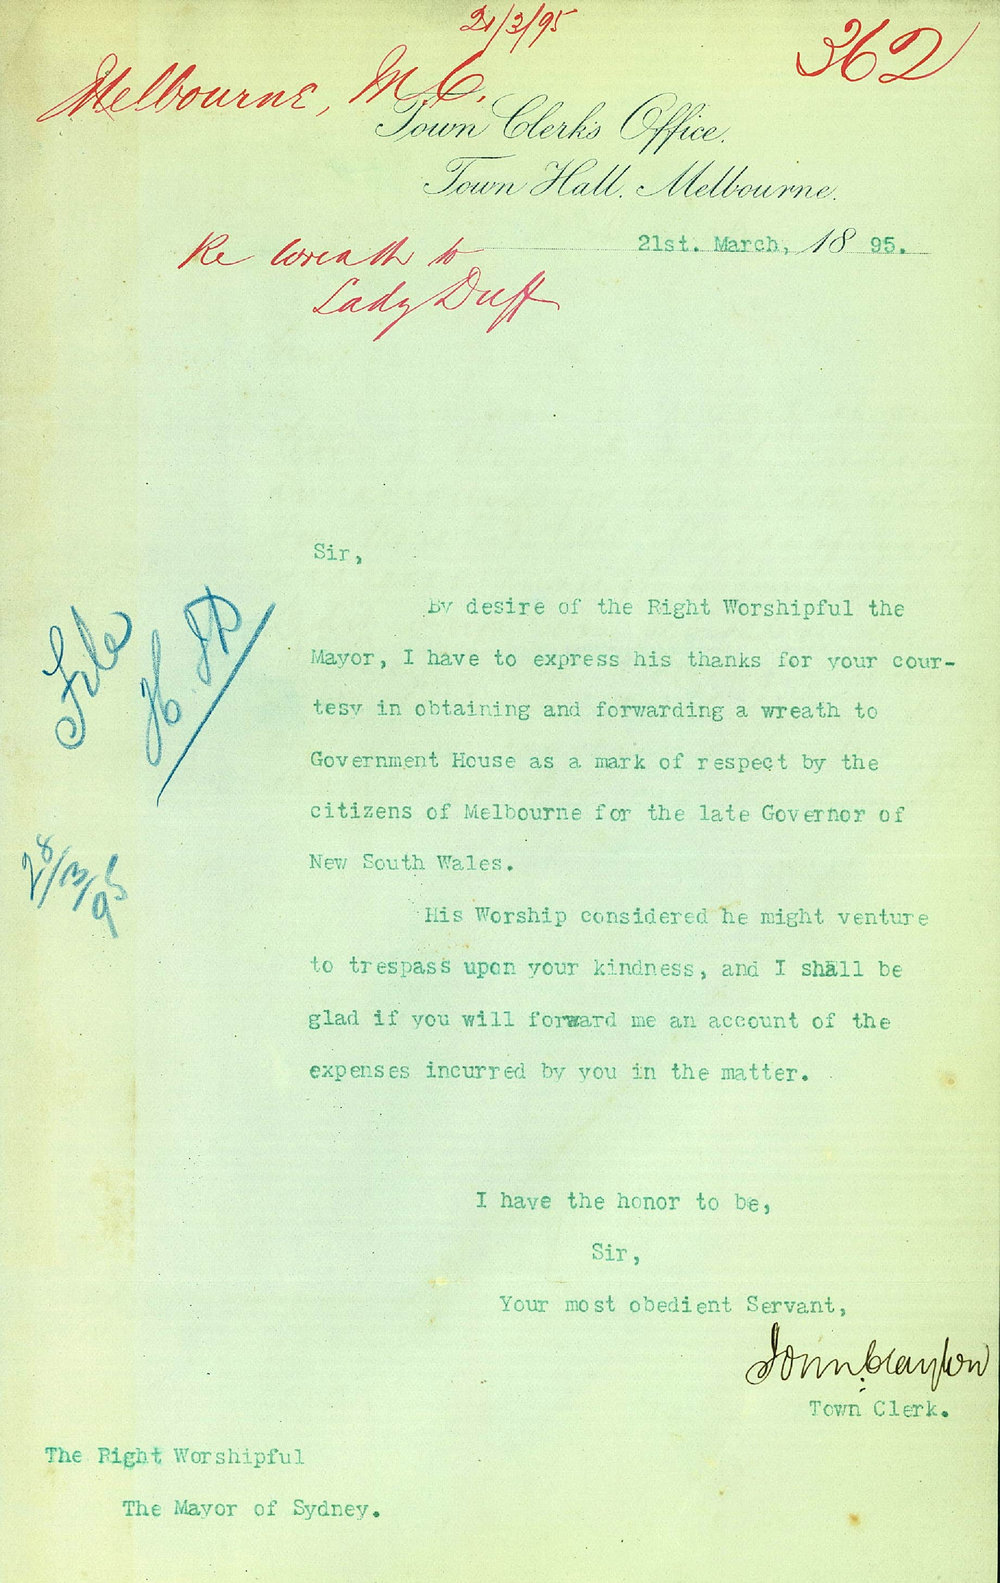 21/3/95
362
Melbourne, M.C.
Town Clerk's Office.
Town Hall, Melbourne.
21st. March, 1895.
Re Wreath to
Lady Duff
Sir,
By desire of the Right Worshipful the
Mayor, I have to express his thanks for your cour-
tesy in obtaining and forwarding a wreath to
Government House as a mark of respect by the
citizens of Melbourne for the late Governor of
New South Wales.
His Worship considered he might venture
to trespass upon your kindness, and I shall be
glad if you will forward me an account of the
expenses incurred by you in the matter.
File
28/3/95
I have the honor to be,
Sir,
Your most obedient Servant,
John Clayton
Town Clerk.
The Right Worshipful
The Mayor of Sydney.